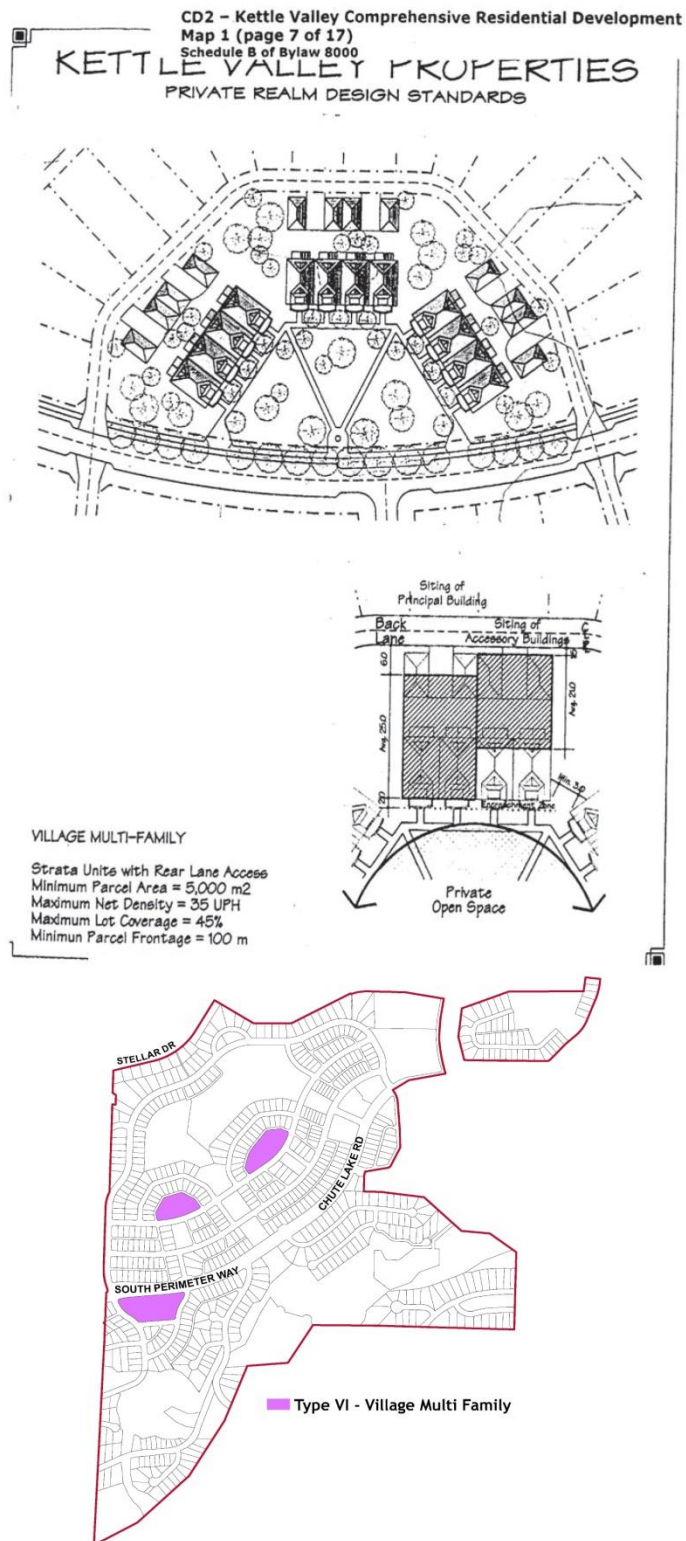 CD2 – Kettle Valley Comprehensive Residential Development
Map 1 (page 7 of 17)
Schedule B of Bylaw 8000
KETTLE VALLEY PROPERTIES
PRIVATE REALM DESIGN STANDARDS
Siting of
Principal Building
Back
Lane
Siting of
Accessory Buildings
6.0
Avg. 25.0
2.0
Avg. 21.0
Min. 3.0
Encroachment Zone
Private
Open Space
VILLAGE MULTI-FAMILY
Strata Units with Rear Lane Access
Minimum Parcel Area = 5,000 m2
Maximum Net Density = 35 UPH
Maximum Lot Coverage = 45%
Minimun Parcel Frontage = 100 m
STELLAR DR
CHUTE LAKE RD
SOUTH PERIMETER WAY
Type VI - Village Multi Family